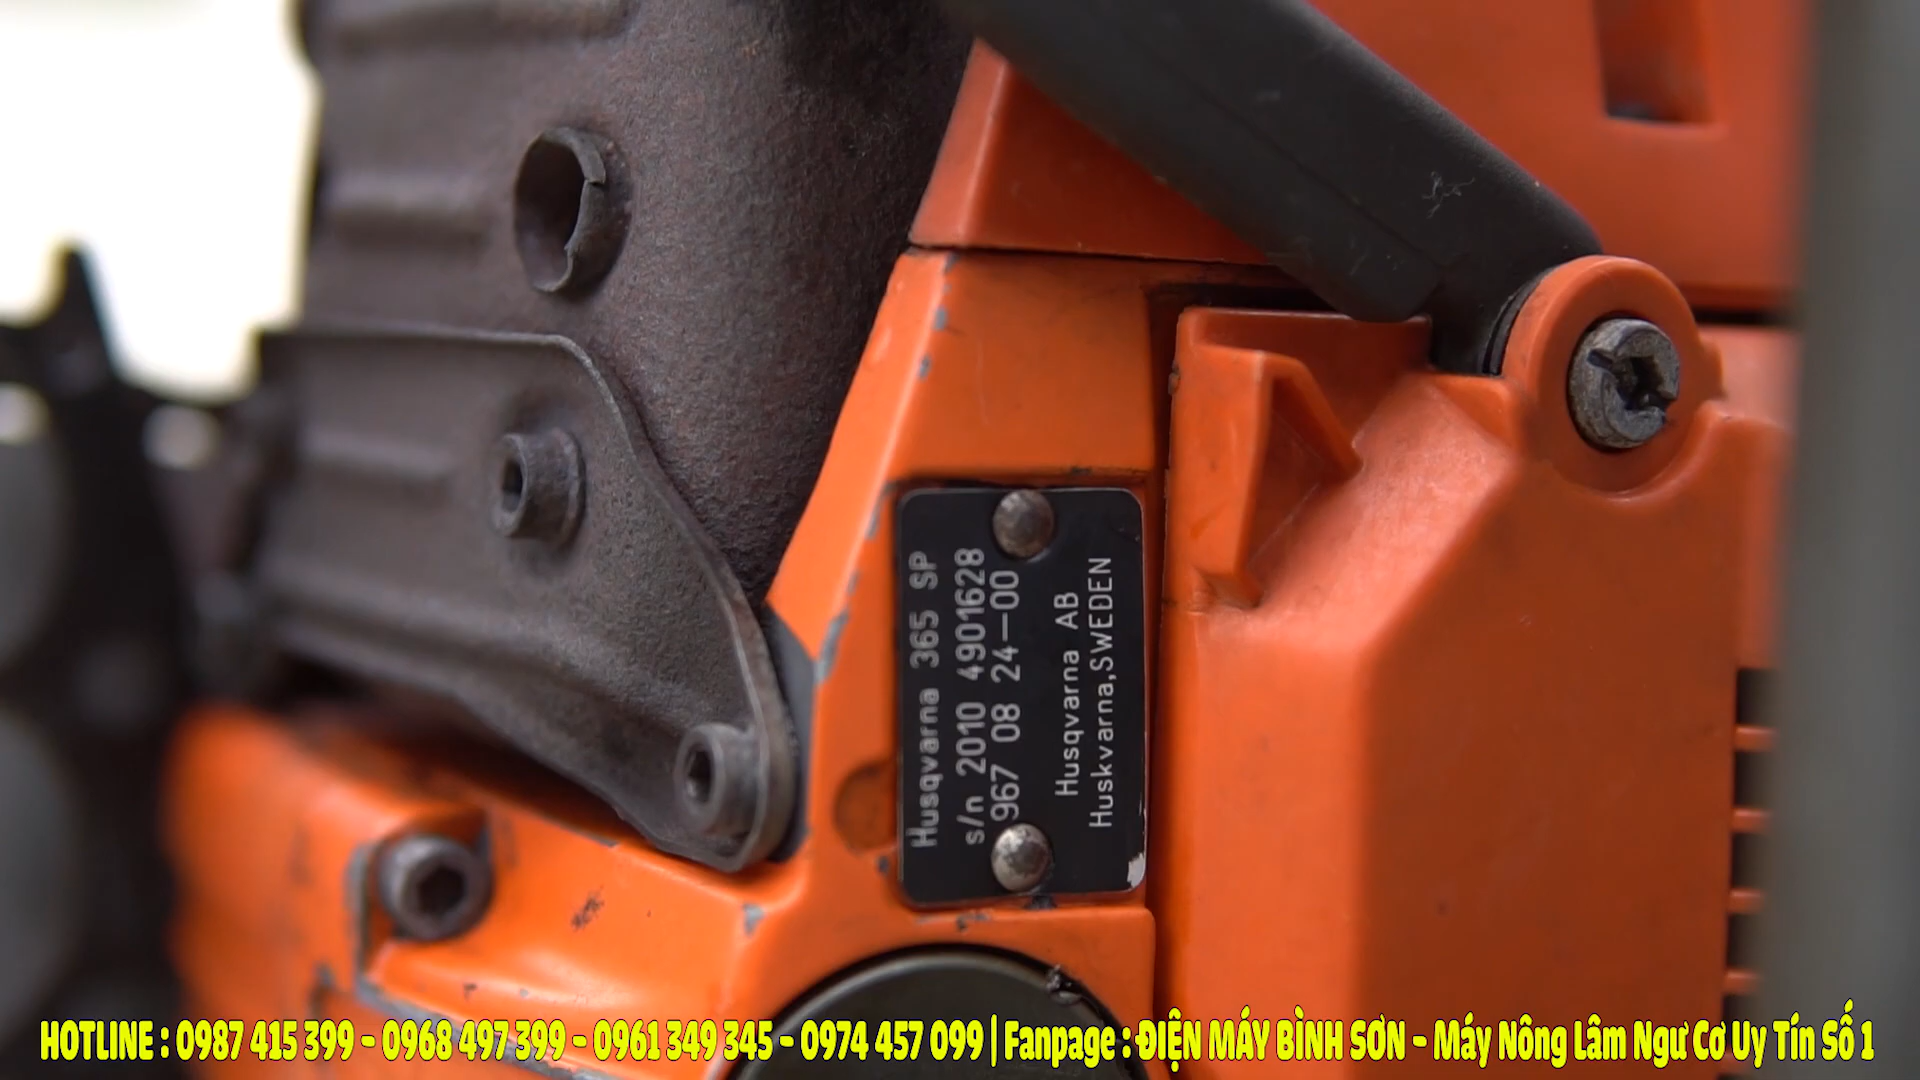 Husqvarna 365 SP
s/n 2010 4901628
967 08 24-00
Husqvarna AB
Huskvarna,SWEDEN
HOTLINE : 0987 415 399 - 0968 497 399 - 0961 349 345 - 0974 457 099 | Fanpage : ĐIỆN MÁY BÌNH SƠN - Máy Nông Lâm Ngư Cơ Uy Tín Số 1